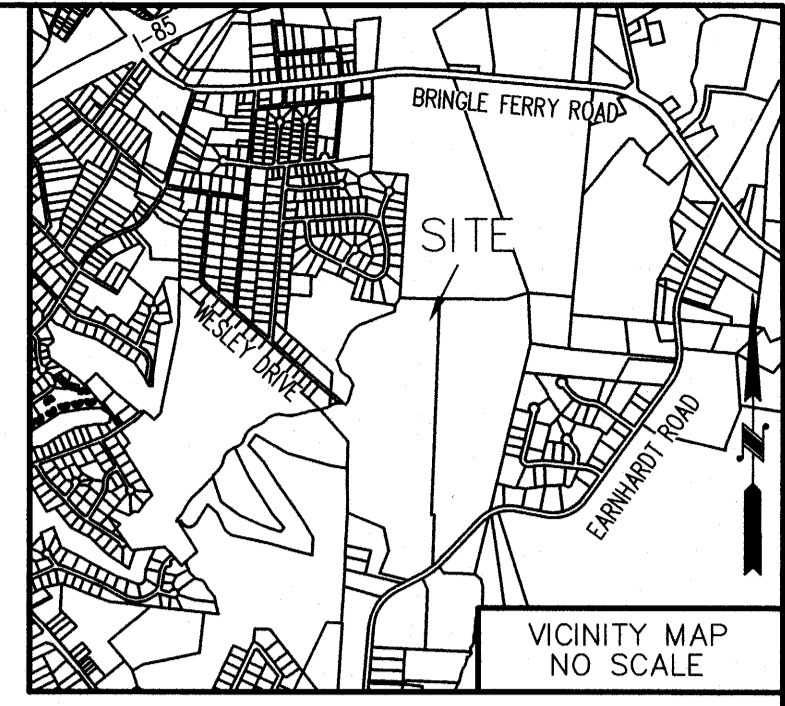 I-85
BRINGLE FERRY ROAD
SITE
WESLEY DRIVE
N
EARNHARDT ROAD
VICINITY MAP
NO SCALE